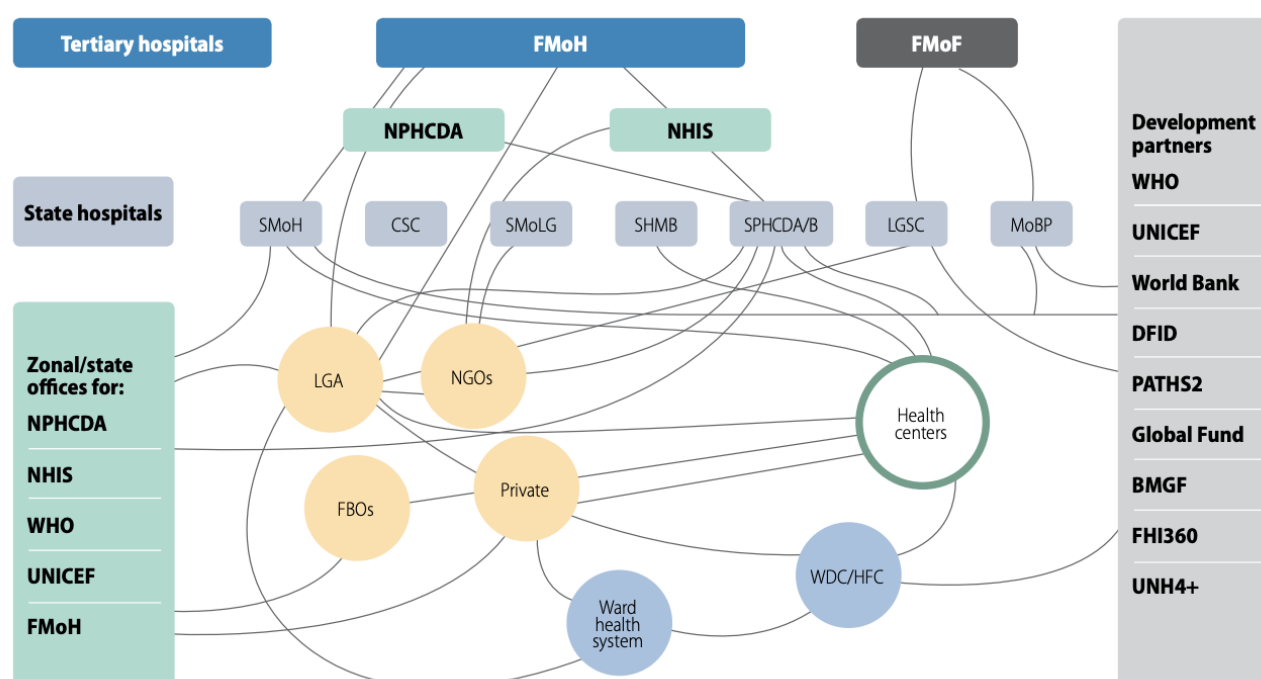 Tertiary hospitals
FMoH
FMoF
NPHCDA
NHIS
State hospitals
SMoH
CSC
SMoLG
SHMB
SPHCDA/B
LGSC
MoBP
Development
partners
WHO
UNICEF
World Bank
DFID
PATHS2
Global Fund
BMGF
FHI360
UNH4+
Zonal/state
offices for:
NPHCDA
NHIS
WHO
UNICEF
FMoH
LGA
NGOs
Health
centers
FBOs
Private
WDC/HFC
Ward
health
system